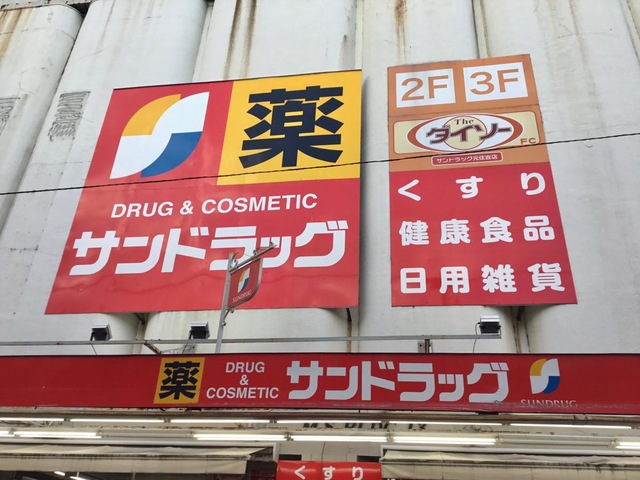 薬
DRUG & COSMETIC
サンドラッグ
2F 3F
The
ダイソー
FC
サンドラッグ元住吉店
くすり
健康食品
日用雑貨
SUNDRUG
薬
DRUG
& COSMETIC
サンドラッグ
SUNDRUG
くすり